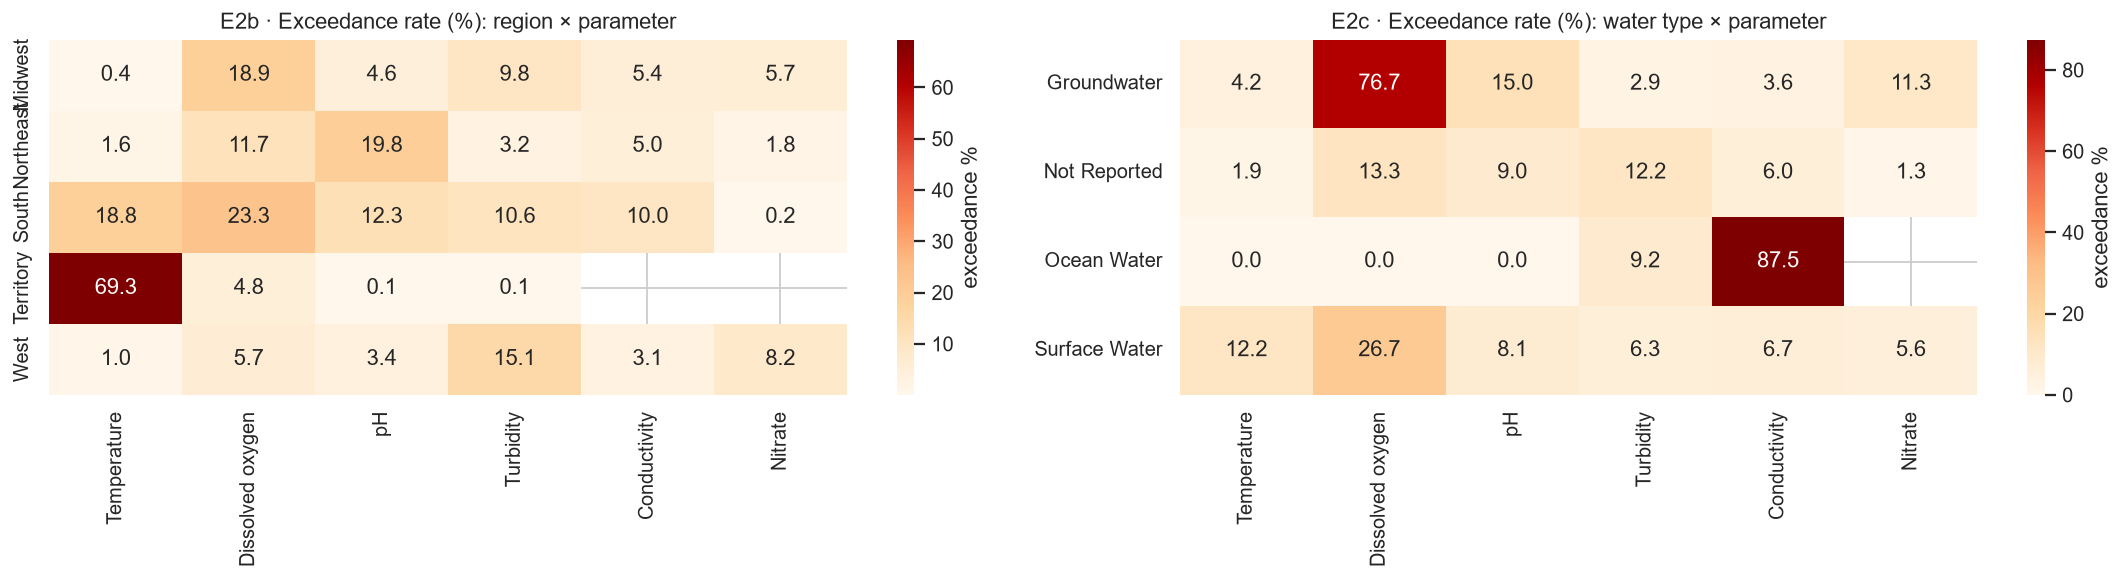 E2b · Exceedance rate (%): region × parameter
Midwest 0.4 18.9 4.6 9.8 5.4 5.7
Northeast 1.6 11.7 19.8 3.2 5.0 1.8
South 18.8 23.3 12.3 10.6 10.0 0.2
Territory 69.3 4.8 0.1 0.1
West 1.0 5.7 3.4 15.1 3.1 8.2
Temperature
Dissolved oxygen
pH
Turbidity
Conductivity
Nitrate
60
50
40
30
20
10
exceedance %
E2c · Exceedance rate (%): water type × parameter
Groundwater 4.2 76.7 15.0 2.9 3.6 11.3
Not Reported 1.9 13.3 9.0 12.2 6.0 1.3
Ocean Water 0.0 0.0 0.0 9.2 87.5
Surface Water 12.2 26.7 8.1 6.3 6.7 5.6
Temperature
Dissolved oxygen
pH
Turbidity
Conductivity
Nitrate
80
60
40
20
0
exceedance %